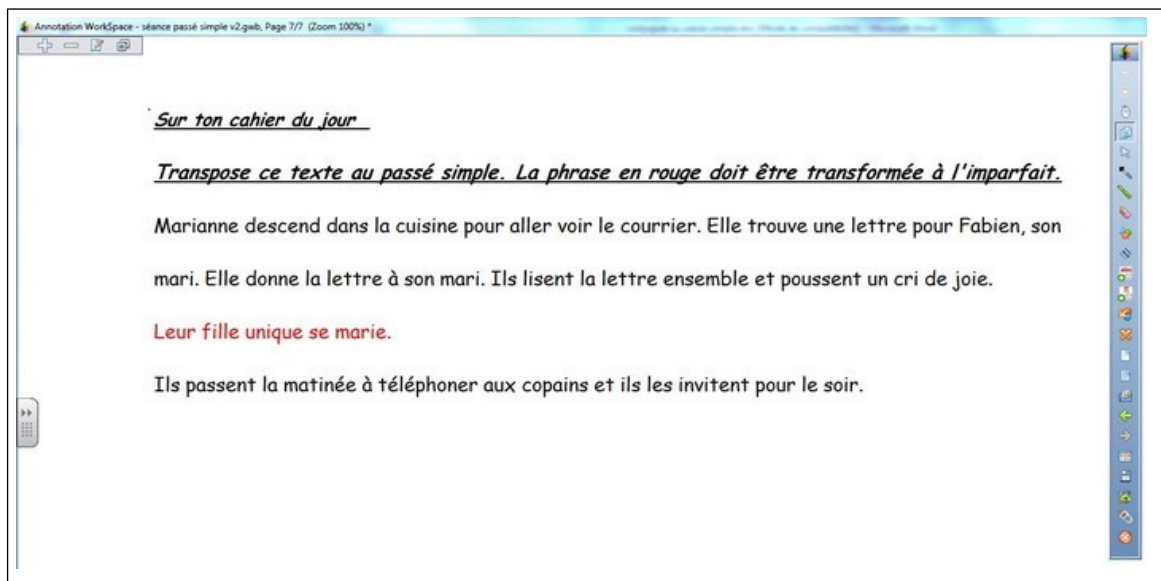 Annotation WorkSpace - séance passé simple v2.gwb, Page 7/7 (Zoom 100%) *
Sur ton cahier du jour
Transpose ce texte au passé simple. La phrase en rouge doit être transformée à l'imparfait.
Marianne descend dans la cuisine pour aller voir le courrier. Elle trouve une lettre pour Fabien, son
mari. Elle donne la lettre à son mari. Ils lisent la lettre ensemble et poussent un cri de joie.
Leur fille unique se marie.
Ils passent la matinée à téléphoner aux copains et ils les invitent pour le soir.